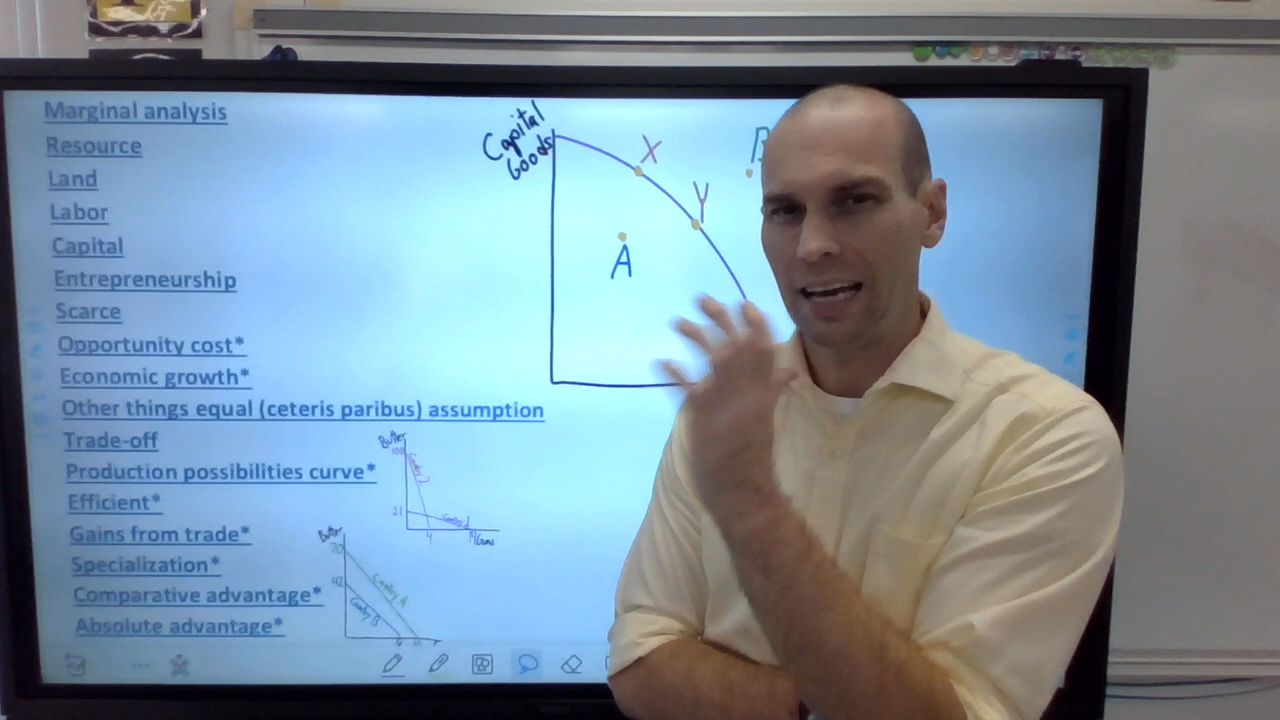 Marginal analysis
Resource
Land
Labor
Capital
Entrepreneurship
Scarce
Opportunity cost*
Economic growth*
Other things equal (ceteris paribus) assumption
Trade-off
Production possibilities curve*
Efficient*
Gains from trade*
Specialization*
Comparative advantage*
Absolute advantage*
Capital
Goods
X
Y
A
B
Butter
100
21
4
14 Guns
Butter
70
42
Country A
Country B